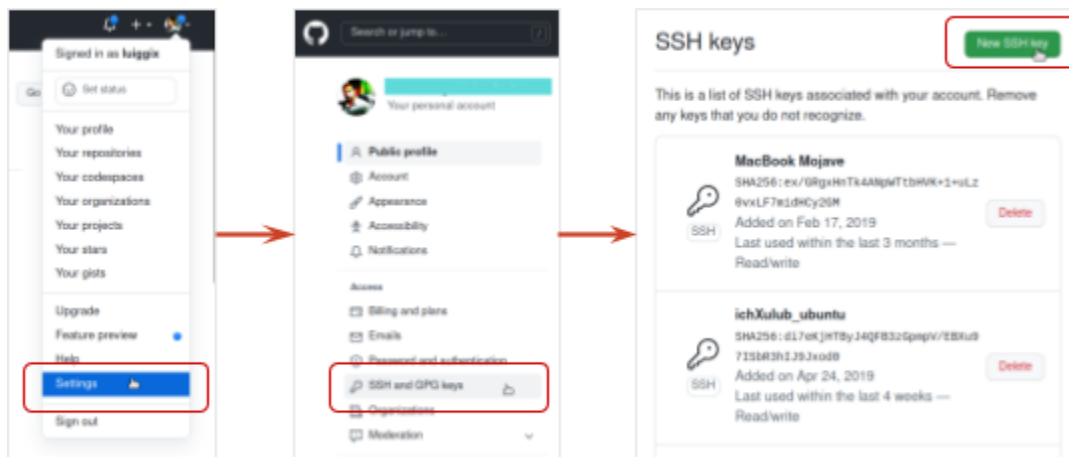 Signed in as luiggix
Go
Set status
Your profile
Your repositories
Your codespaces
Your organizations
Your projects
Your stars
Your gists
Upgrade
Feature preview
Help
Settings
Sign out
Search or jump to...
/
Your personal account
Public profile
Account
Appearance
Accessibility
Notifications
Access
Billing and plans
Emails
Password and authentication
SSH and GPG keys
Organizations
Moderation
SSH keys
New SSH key
This is a list of SSH keys associated with your account. Remove
any keys that you do not recognize.
MacBook Mojave
Added on Feb 17, 2019
Last used within the last 3 months —
Read/write
SSH
Delete
ichXulub_ubuntu
Added on Apr 24, 2019
Last used within the last 4 weeks —
Read/write
SSH
Delete